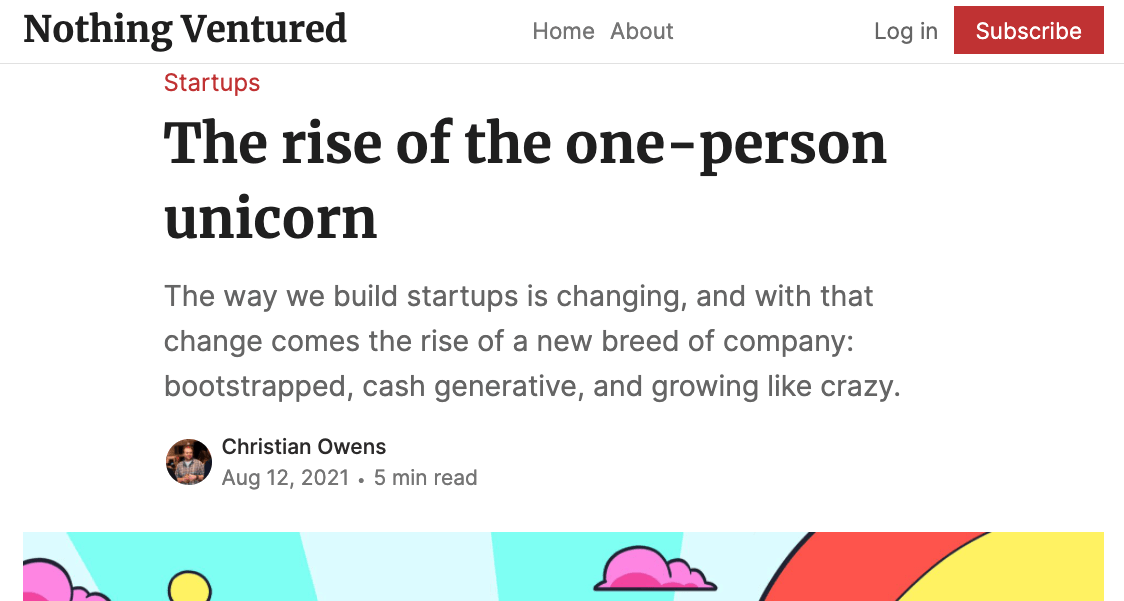 Nothing Ventured
Home About
Log in
Subscribe
Startups
The rise of the one-person
unicorn
The way we build startups is changing, and with that
change comes the rise of a new breed of company:
bootstrapped, cash generative, and growing like crazy.
Christian Owens
Aug 12, 2021 • 5 min read